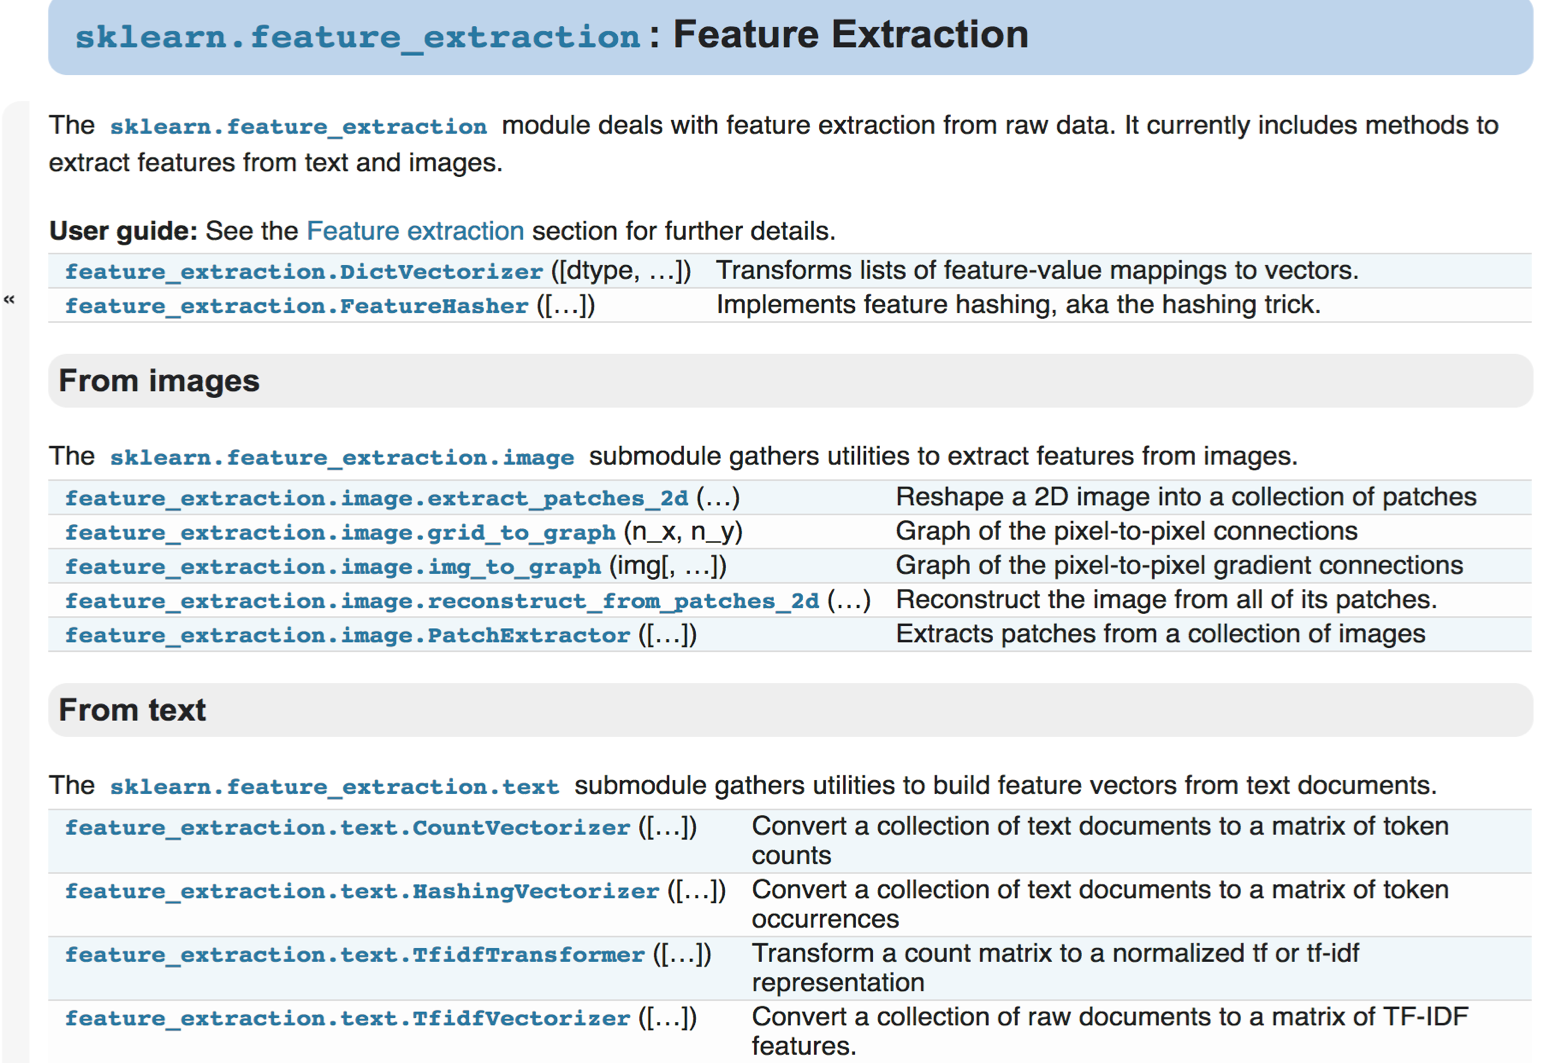 sklearn.feature_extraction: Feature Extraction
The sklearn.feature_extraction module deals with feature extraction from raw data. It currently includes methods to
extract features from text and images.
User guide: See the Feature extraction section for further details.
feature_extraction.DictVectorizer ([dtype, …]) Transforms lists of feature-value mappings to vectors.
«
feature_extraction.FeatureHasher ([…]) Implements feature hashing, aka the hashing trick.
From images
The sklearn.feature_extraction.image submodule gathers utilities to extract features from images.
feature_extraction.image.extract_patches_2d (…) Reshape a 2D image into a collection of patches
feature_extraction.image.grid_to_graph (n_x, n_y) Graph of the pixel-to-pixel connections
feature_extraction.image.img_to_graph (img[, …]) Graph of the pixel-to-pixel gradient connections
feature_extraction.image.reconstruct_from_patches_2d (…) Reconstruct the image from all of its patches.
feature_extraction.image.PatchExtractor ([…]) Extracts patches from a collection of images
From text
The sklearn.feature_extraction.text submodule gathers utilities to build feature vectors from text documents.
feature_extraction.text.CountVectorizer ([…]) Convert a collection of text documents to a matrix of token
counts
feature_extraction.text.HashingVectorizer ([…]) Convert a collection of text documents to a matrix of token
occurrences
feature_extraction.text.TfidfTransformer ([…]) Transform a count matrix to a normalized tf or tf-idf
representation
feature_extraction.text.TfidfVectorizer ([…]) Convert a collection of raw documents to a matrix of TF-IDF
features.